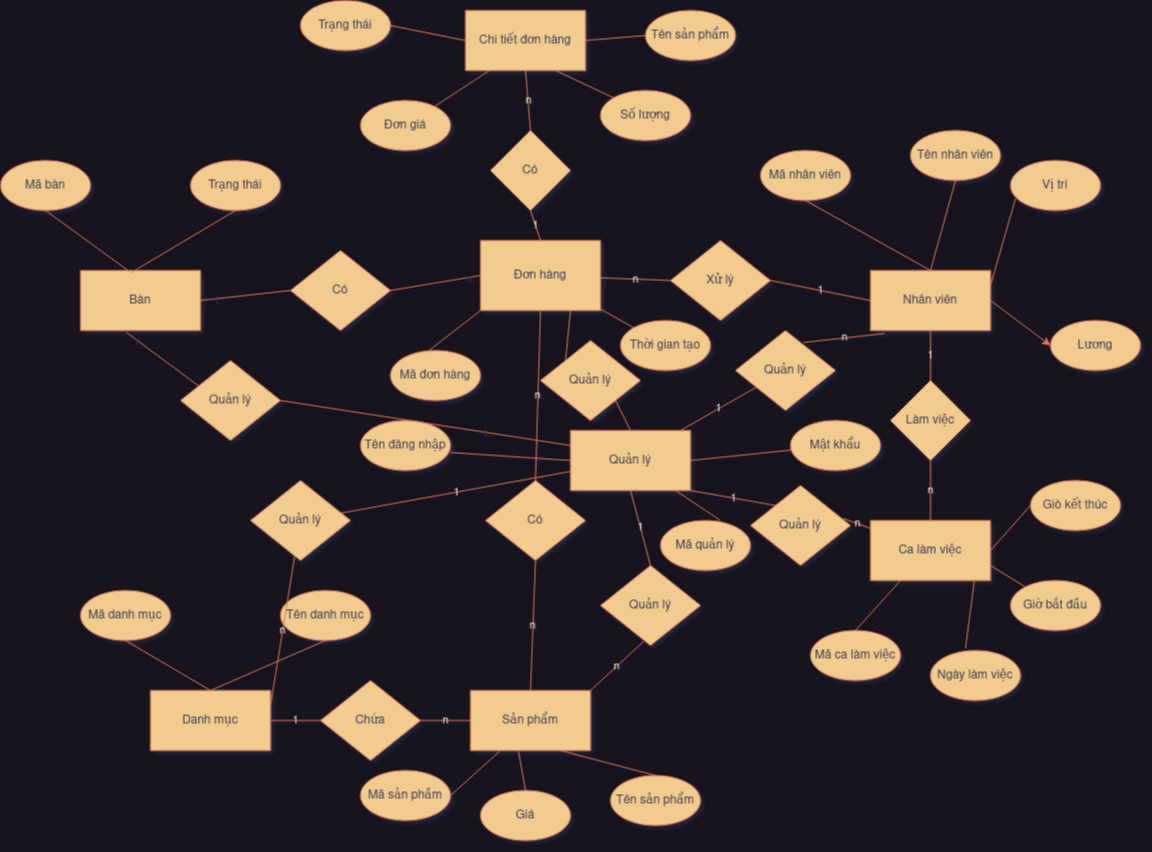 Trạng thái
Chi tiết đơn hàng
Tên sản phẩm
n
Đơn giá
Số lượng
Có
1
Mã bàn
Trạng thái
Mã nhân viên
Tên nhân viên
Vị trí
Bàn
Có
Đơn hàng
n
Xử lý
1
Nhân viên
Mã đơn hàng
Quản lý
Thời gian tạo
Quản lý
n
1
Lương
Quản lý
n
1
Làm việc
Tên đăng nhập
Quản lý
Mật khẩu
n
1
1
Quản lý
Có
Mã quản lý
1
Quản lý
n
Ca làm việc
Giò kết thúc
Mã danh mục
Tên danh mục
n
n
Quản lý
n
Giờ bắt đầu
Mã ca làm việc
Ngày làm việc
Danh mục
1
Chứa
n
Sản phẩm
Mã sản phẩm
Giá
Tên sản phẩm